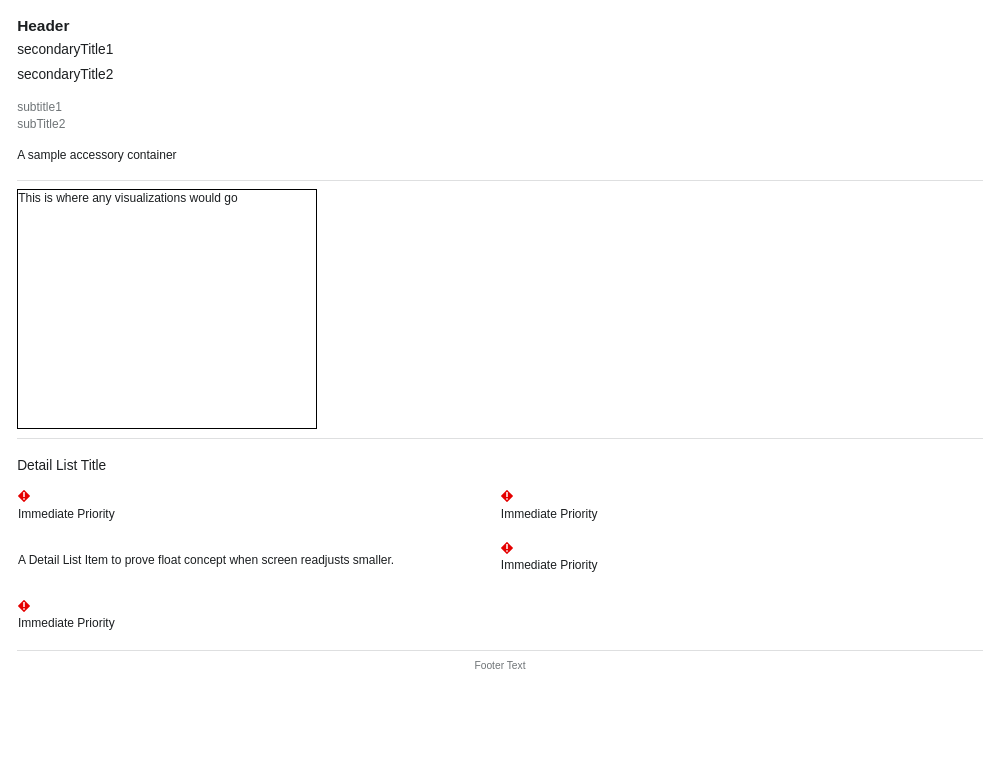 Header
secondaryTitle1
secondaryTitle2
subtitle1
subTitle2
A sample accessory container
This is where any visualizations would go
Detail List Title
Immediate Priority
Immediate Priority
A Detail List Item to prove float concept when screen readjusts smaller.
Immediate Priority
Immediate Priority
Footer Text